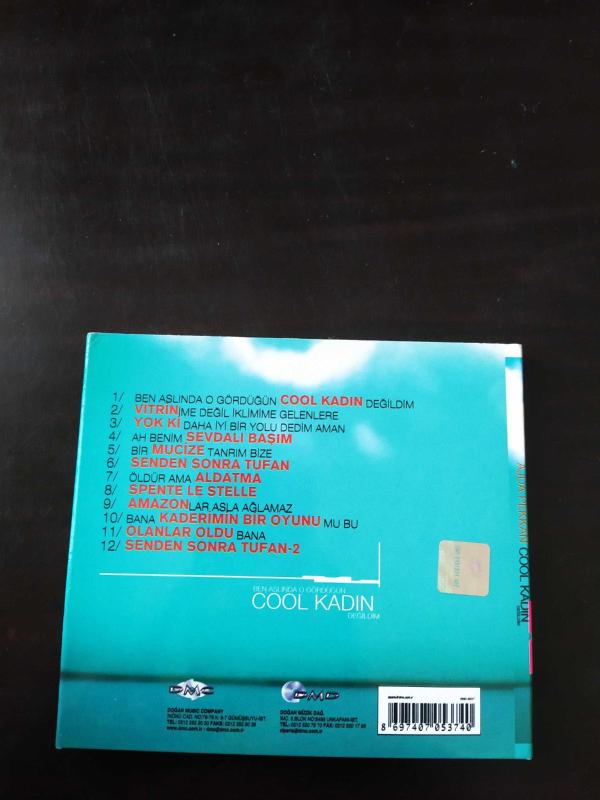 1/ BEN ASLINDA O GÖRDÜĞÜN COOL KADIN DEĞİLDİM
2/ VİTRİNİME DEĞİL İKLİMİME GELENLERE
3/ YOK Kİ DAHA İYİ BİR YOLU DEDİM AMAN
4/ AH BENİM SEVDALI BAŞIM
5/ BİR MUCİZE TANRIM BİZE
6/ SENDEN SONRA TUFAN
7/ ÖLDÜR AMA ALDATMA
8/ SPENTE LE STELLE
9/ AMAZONLAR ASLA AĞLAMAZ
10/ BANA KADERİMİN BİR OYUNU MU BU
11/ OLANLAR OLDU BANA
12/ SENDEN SONRA TUFAN-2
BEN ASLINDA O GÖRDÜĞÜN
COOL KADIN
DEĞİLDİM
COOL KADIN
DMC
DOĞAN MUSIC COMPANY
DMC
DOĞAN MÜZİK DAĞ.
www.dmc.com.tr
8 697407 053740